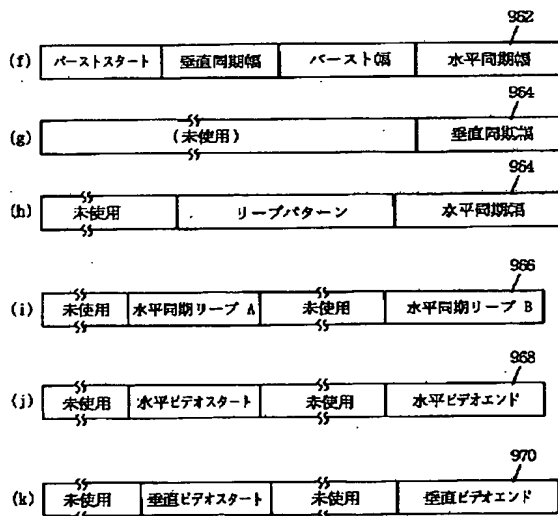 962
(f) バーストスタート 垂直同期幅 バースト幅 水平同期幅
964
(g) (未使用) 垂直同期幅
964
(h) 未使用 リープパターン 水平同期幅
966
(i) 未使用 水平同期リープ A 未使用 水平同期リープ B
968
(j) 未使用 水平ビデオスタート 未使用 水平ビデオエンド
970
(k) 未使用 垂直ビデオスタート 未使用 垂直ビデオエンド